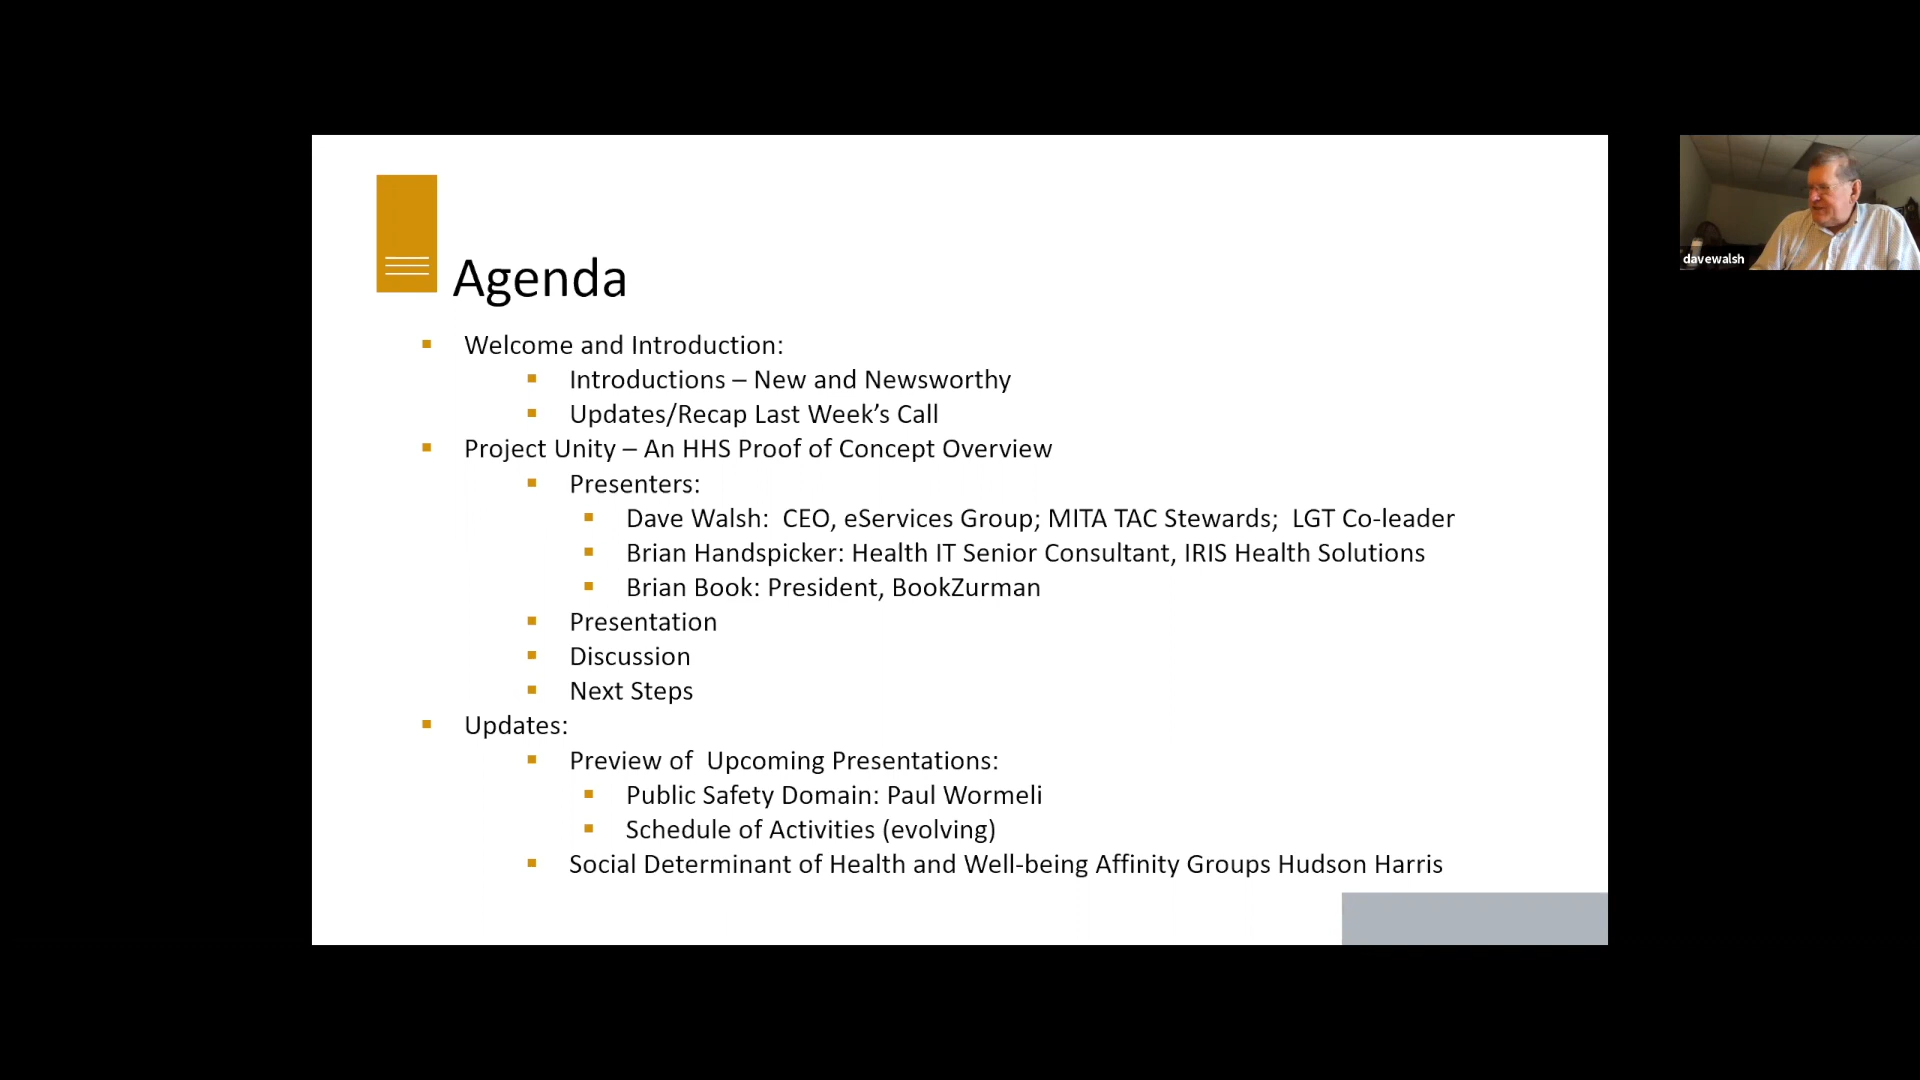 Agenda
Welcome and Introduction:
Introductions – New and Newsworthy
Updates/Recap Last Week’s Call
Project Unity – An HHS Proof of Concept Overview
Presenters:
Dave Walsh:  CEO, eServices Group; MITA TAC Stewards;  LGT Co-leader
Brian Handspicker: Health IT Senior Consultant, IRIS Health Solutions
Brian Book: President, BookZurman
Presentation
Discussion
Next Steps
Updates:
Preview of  Upcoming Presentations:
Public Safety Domain: Paul Wormeli
Schedule of Activities (evolving)
Social Determinant of Health and Well-being Affinity Groups Hudson Harris
davewalsh